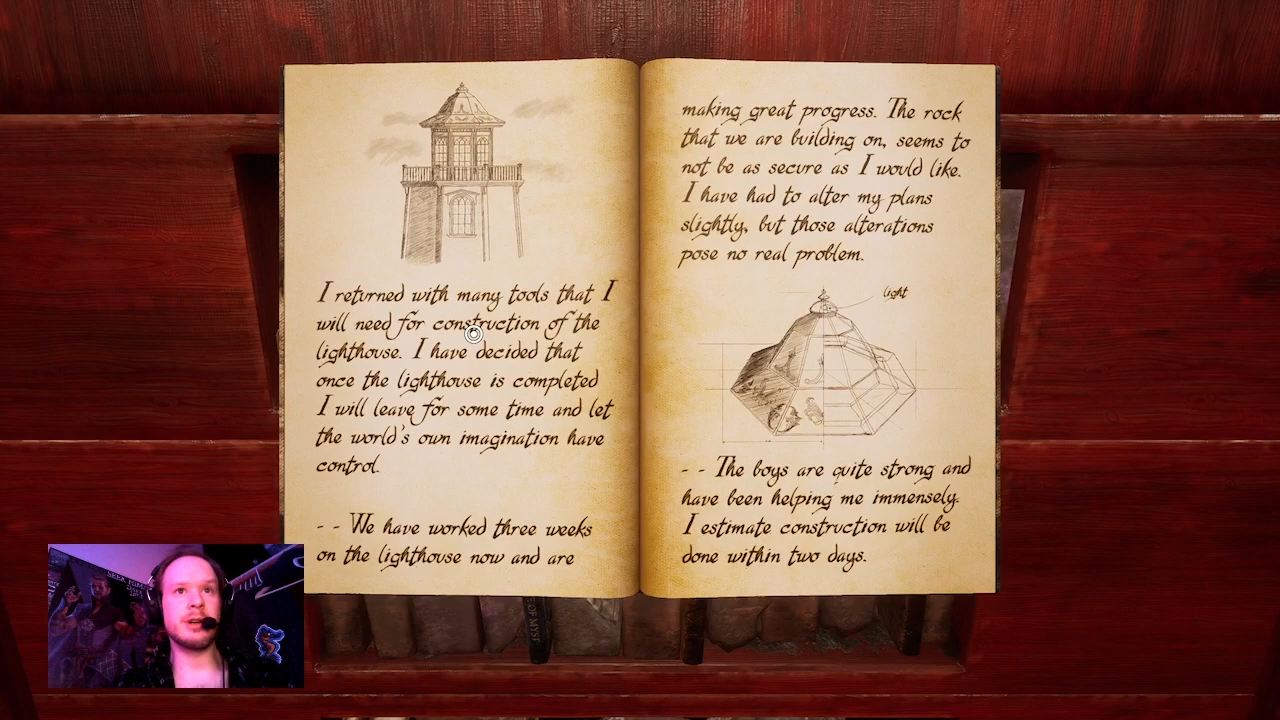 I returned with many tools that I
will need for construction of the
lighthouse. I have decided that
once the lighthouse is completed
I will leave for some time and let
the world's own imagination have
control.
- - We have worked three weeks
on the lighthouse now and are
making great progress. The rock
that we are building on, seems to
not be as secure as I would like.
I have had to alter my plans
slightly, but those alterations
pose no real problem.
light
- - The boys are quite strong and
have been helping me immensely.
I estimate construction will be
done within two days.
OF MYST